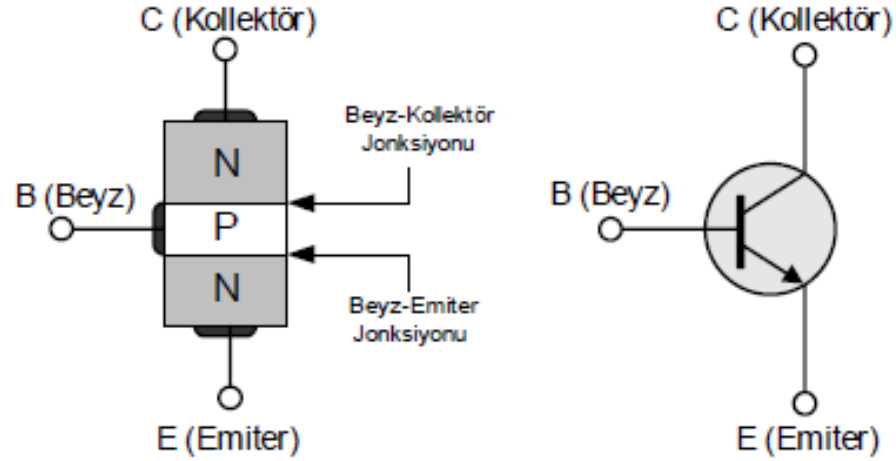 C (Kollektör)
N
Beyz-Kollektör
Jonksiyonu
B (Beyz)
P
N
Beyz-Emiter
Jonksiyonu
E (Emiter)
C (Kollektör)
B (Beyz)
E (Emiter)